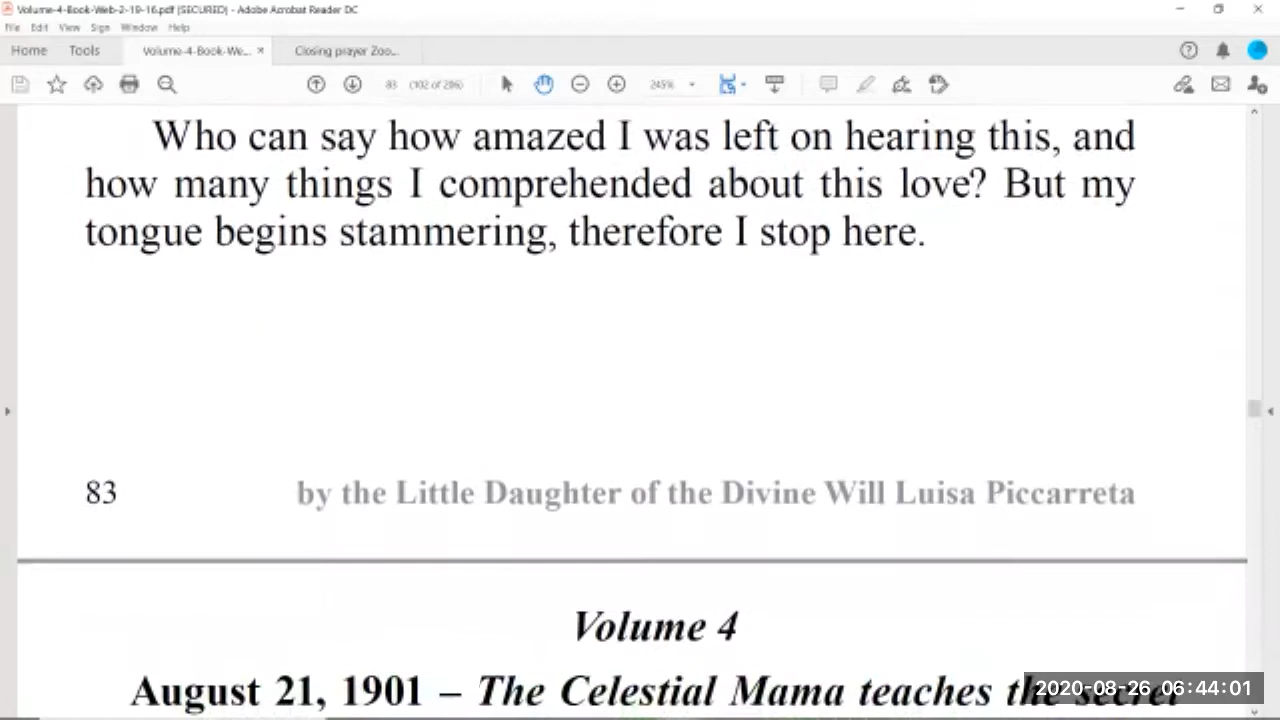 Volume-4-Book-Web-2-19-16.pdf (SECURED) - Adobe Acrobat Reader DC
File Edit View Sign Window Help
Home Tools Volume-4-Book-We... × Closing prayer Zoo...
83 (102 of 286) 245%
Who can say how amazed I was left on hearing this, and
how many things I comprehended about this love? But my
tongue begins stammering, therefore I stop here.
83 by the Little Daughter of the Divine Will Luisa Piccarreta
Volume 4
August 21, 1901 – The Celestial Mama teaches the secret
2020-08-26 06:44:01